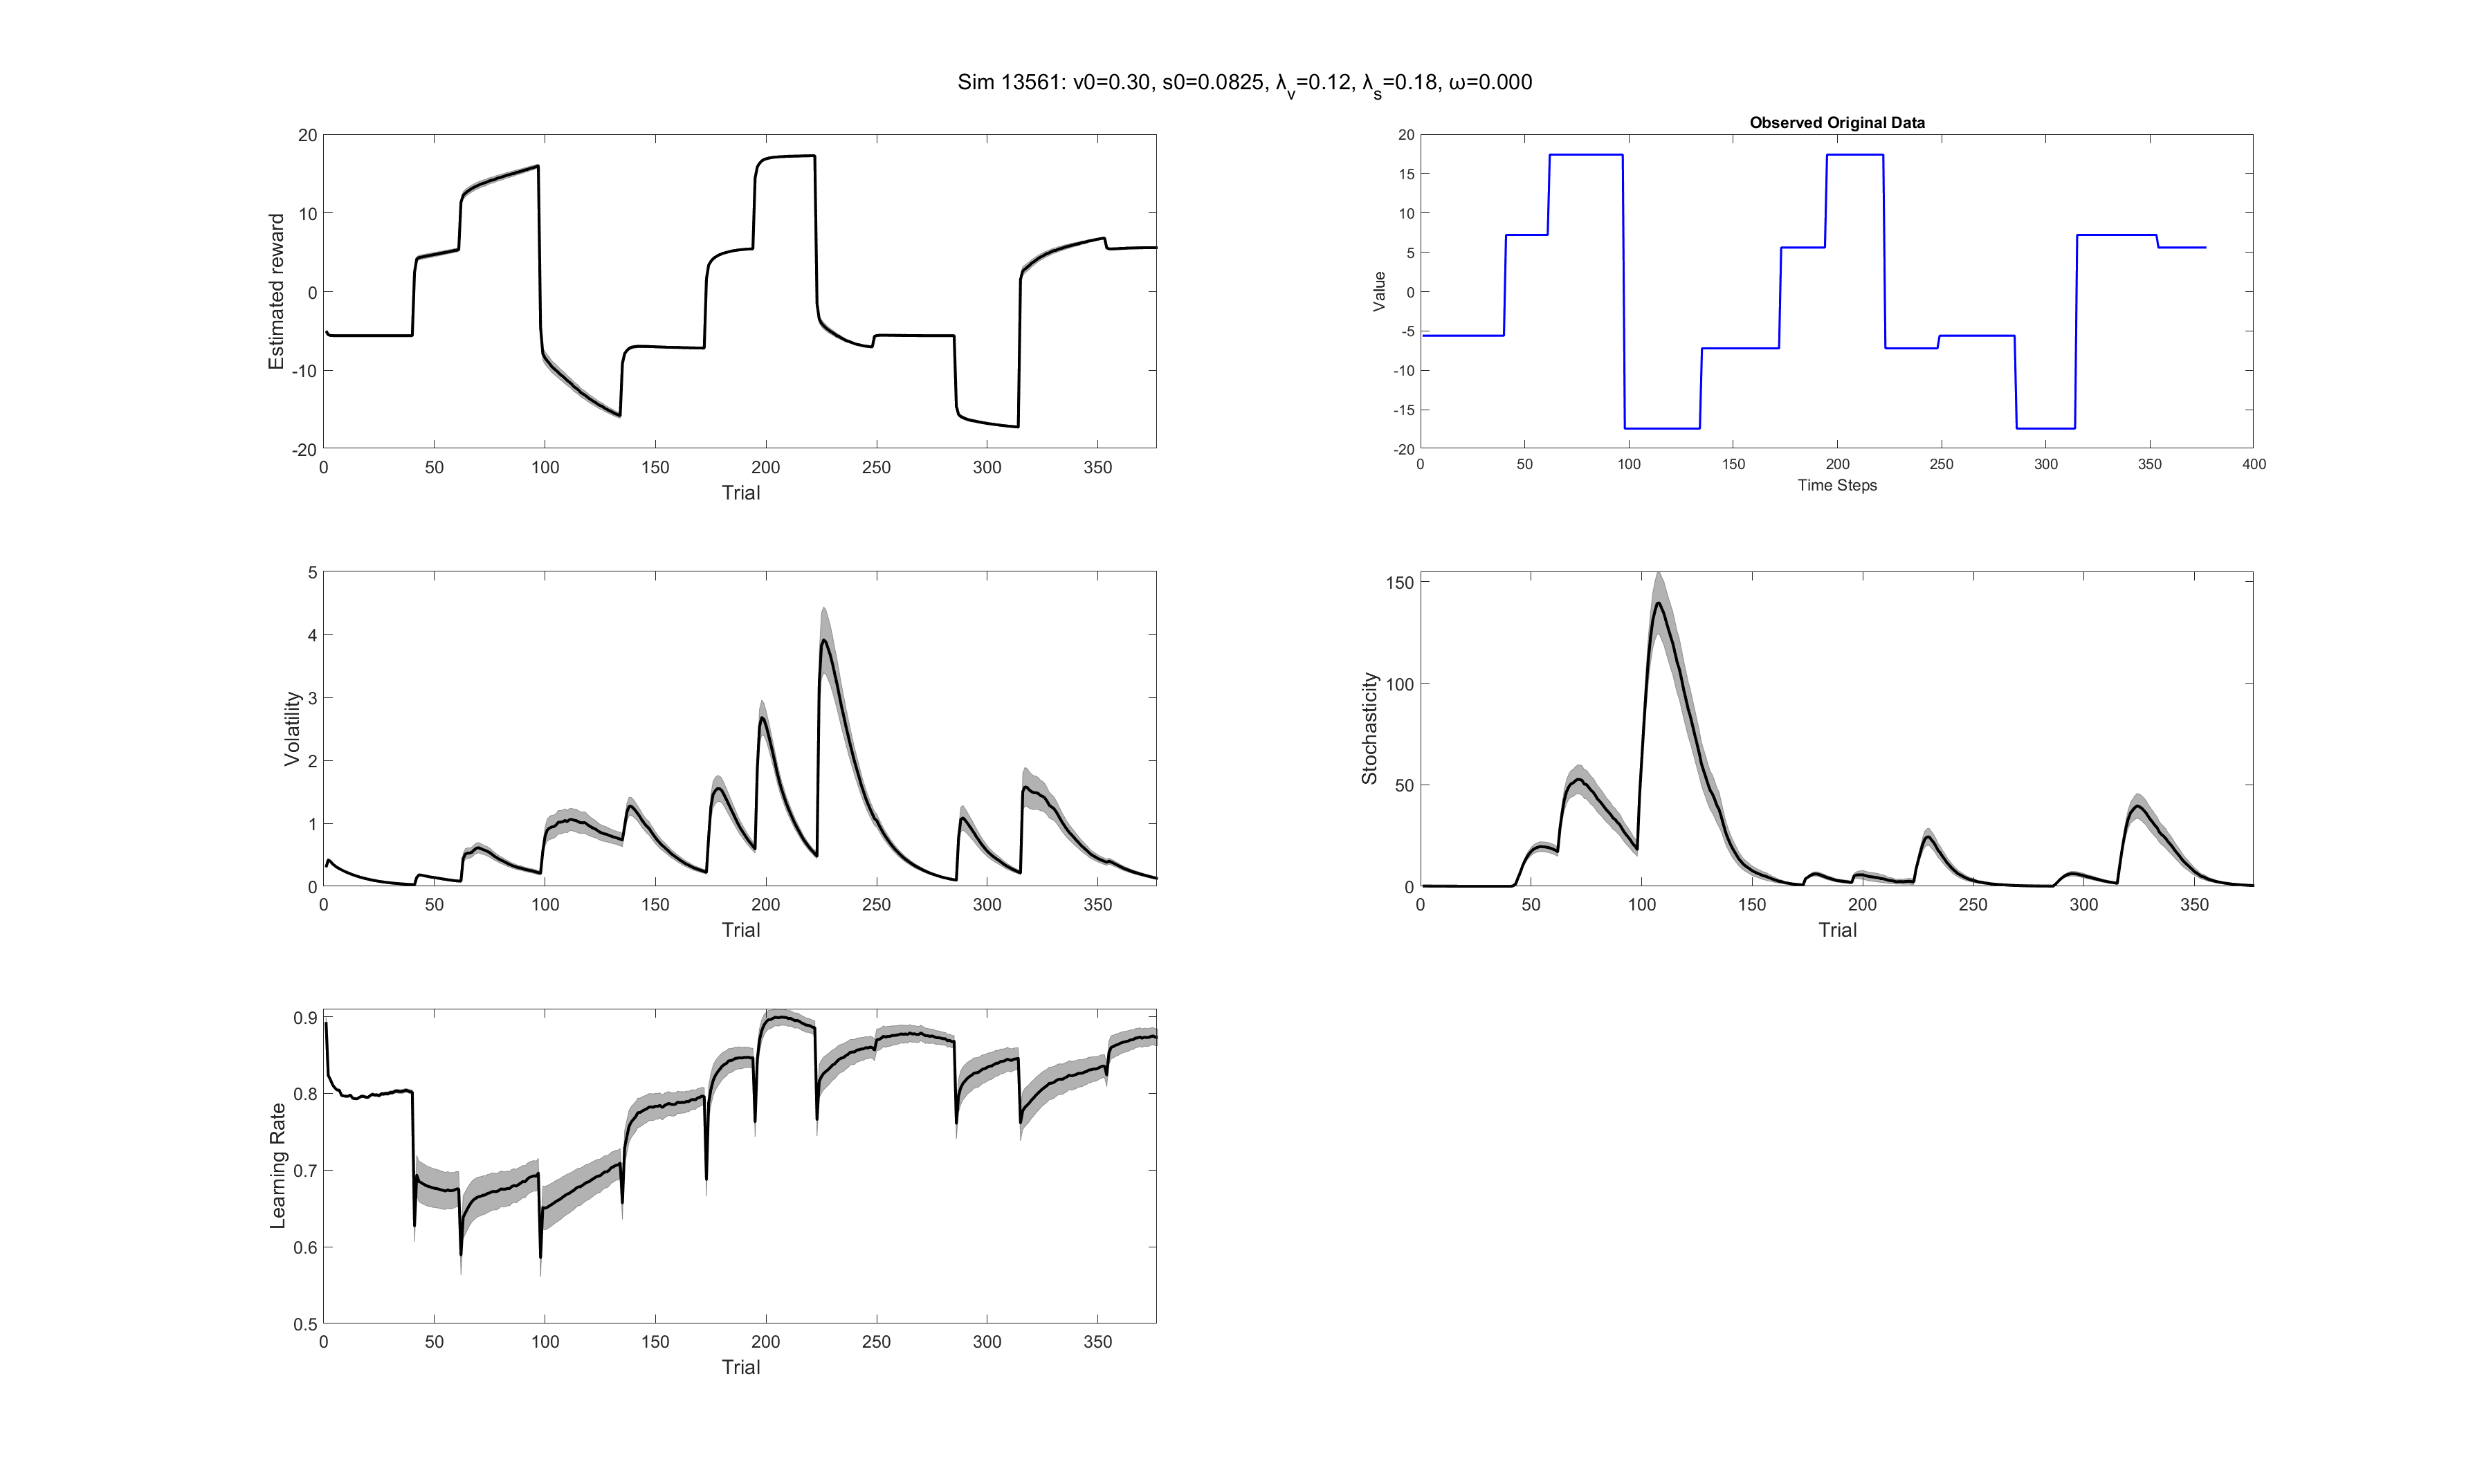 Sim 13561: v0=0.30, s0=0.0825, λv=0.12, λs=0.18, ω=0.000
20
10
0
-10
-20
Estimated reward
0 50 100 150 200 250 300 350
Trial
Observed Original Data
20
15
10
5
0
-5
-10
-15
-20
Value
0 50 100 150 200 250 300 350 400
Time Steps
5
4
3
2
1
0
Volatility
0 50 100 150 200 250 300 350
Trial
150
100
50
0
Stochasticity
0 50 100 150 200 250 300 350
Trial
0.9
0.8
0.7
0.6
0.5
Learning Rate
0 50 100 150 200 250 300 350
Trial